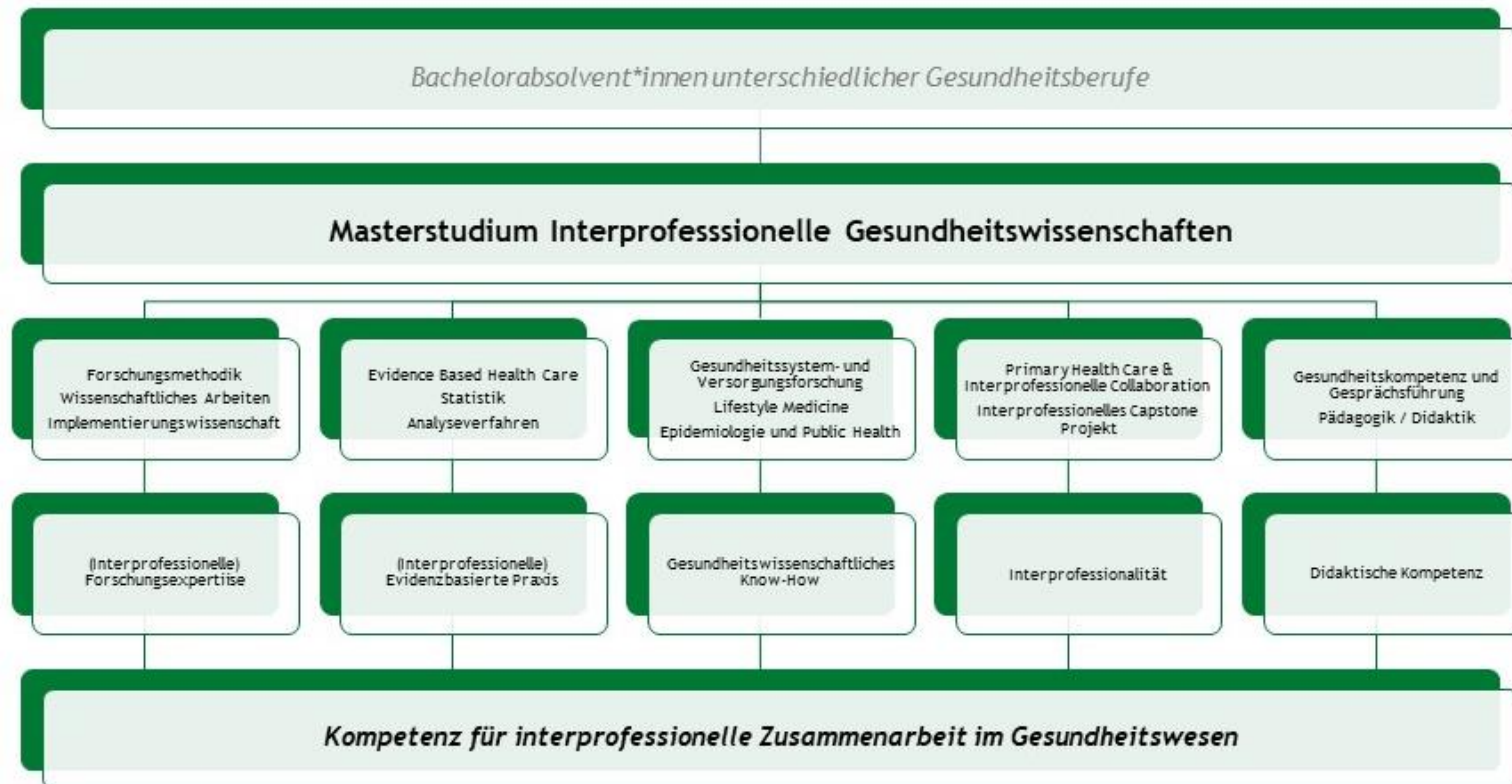 Bachelorabsolvent*innen unterschiedlicher Gesundheitsberufe
Masterstudium Interprofesssionelle Gesundheitswissenschaften
Forschungsmethodik
Wissenschaftliches Arbeiten
Implementierungswissenschaft
Evidence Based Health Care
Statistik
Analyseverfahren
Gesundheitssystem- und
Versorgungsforschung
Lifestyle Medicine
Epidemiologie und Public Health
Primary Health Care &
Interprofessionelle Collaboration
Interprofessionelles Capstone
Projekt
Gesundheitskompetenz und
Gesprächsführung
Pädagogik / Didaktik
(Interprofessionelle)
Forschungsexpertiise
(Interprofessionelle)
Evidenzbasierte Praxis
Gesundheitswissenschaftliches
Know-How
Interprofessionalität
Didaktische Kompetenz
Kompetenz für interprofessionelle Zusammenarbeit im Gesundheitswesen